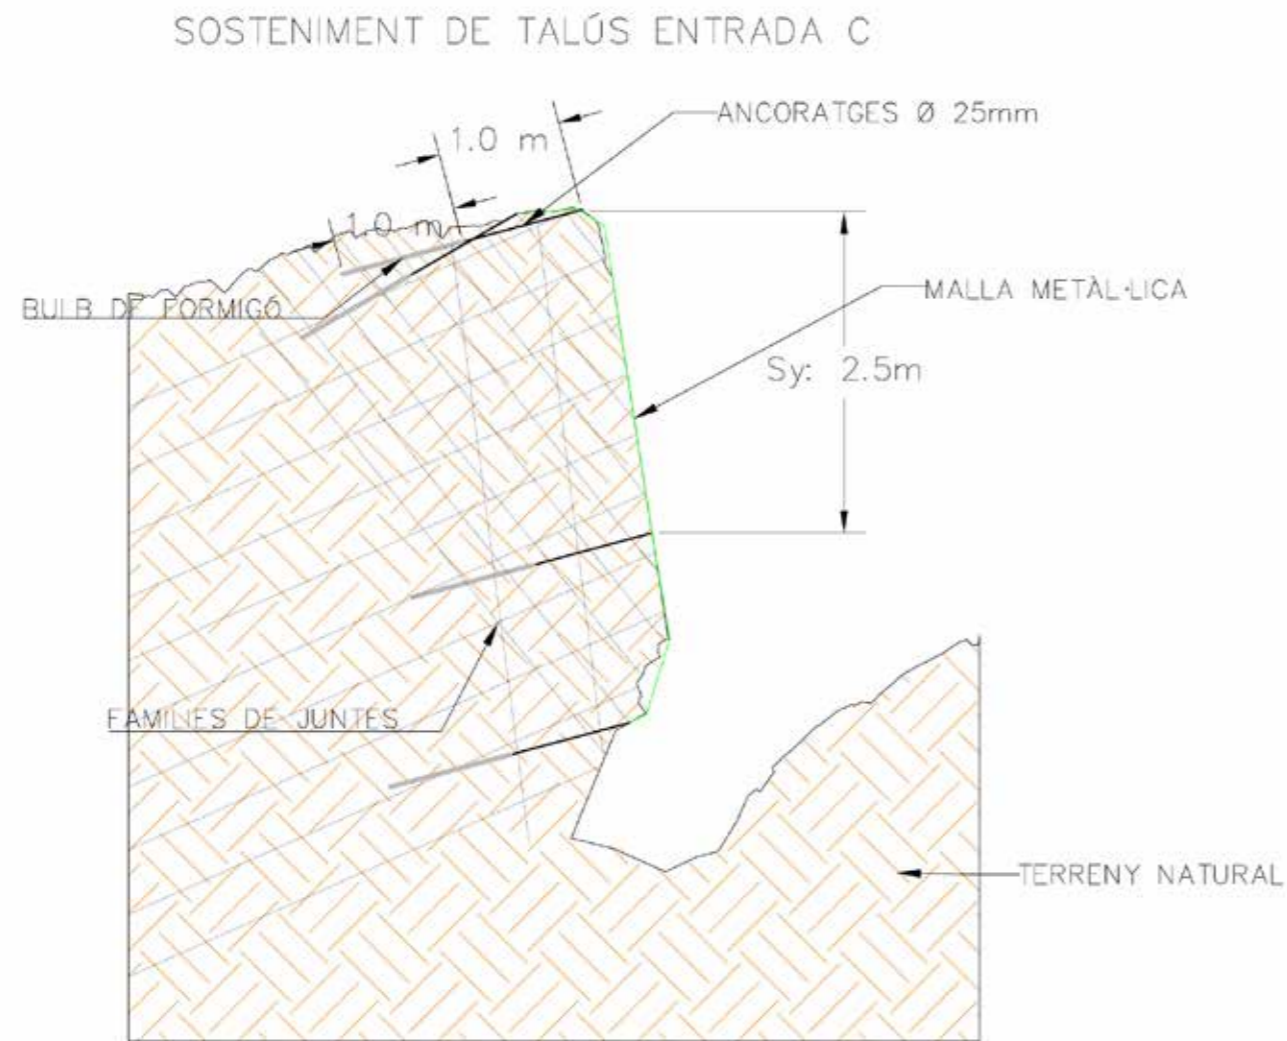 SOSTENIMENT DE TALÚS ENTRADA C
ANCORATGES Ø 25mm
1.0 m
1.0 m
BULB DE FORMIGÓ
MALLA METÀL·LICA
Sy: 2.5m
FAMILIES DE JUNTES
TERRENY NATURAL